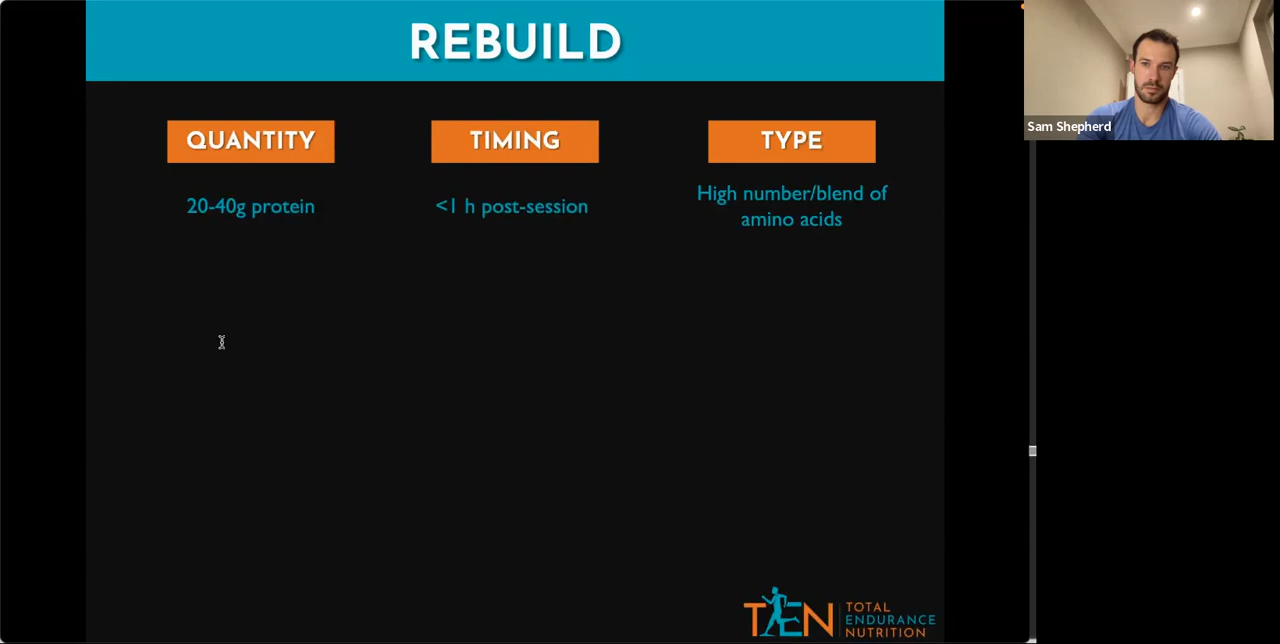 REBUILD
Sam Shepherd
QUANTITY
TIMING
TYPE
20-40g protein
<1 h post-session
High number/blend of
amino acids
TEN
TOTAL
ENDURANCE
NUTRITION